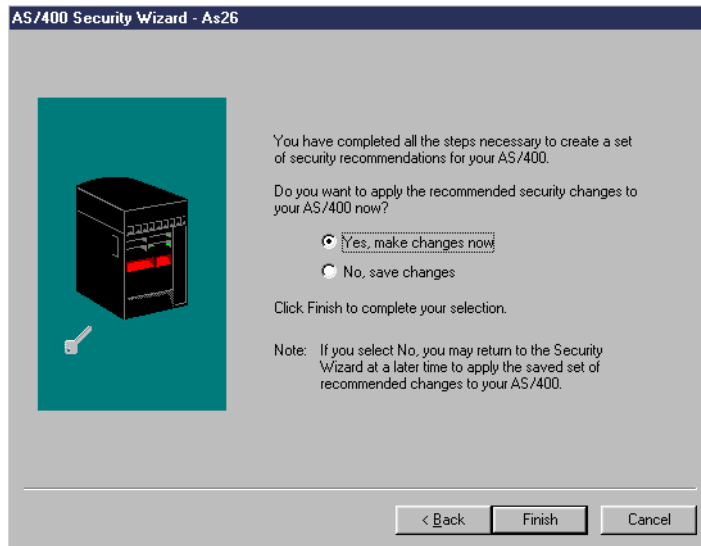 AS/400 Security Wizard - As26
You have completed all the steps necessary to create a set
of security recommendations for your AS/400.
Do you want to apply the recommended security changes to
your AS/400 now?
Yes, make changes now
No, save changes
Click Finish to complete your selection.
Note: If you select No, you may return to the Security
Wizard at a later time to apply the saved set of
recommended changes to your AS/400.
< Back
Finish
Cancel